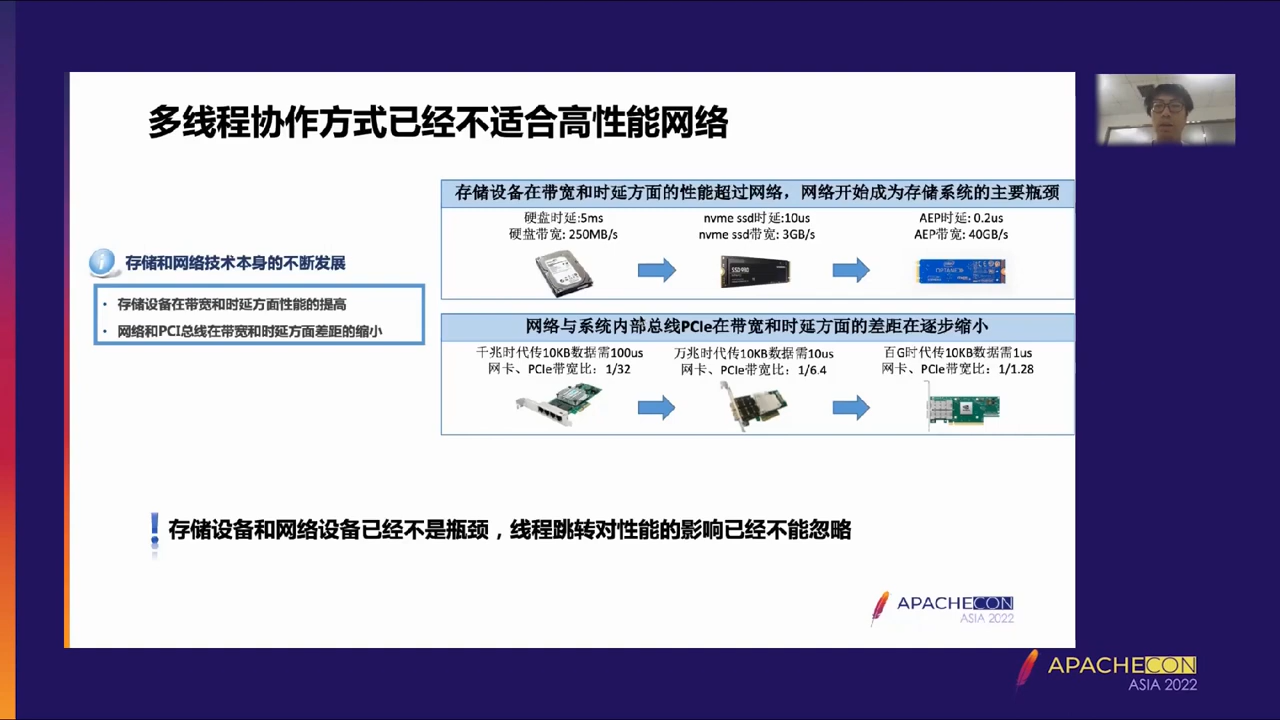 多线程协作方式已经不适合高性能网络
存储和网络技术本身的不断发展
• 存储设备在带宽和时延方面性能的提高
• 网络和PCI总线在带宽和时延方面差距的缩小
存储设备在带宽和时延方面的性能超过网络，网络开始成为存储系统的主要瓶颈
硬盘时延:5ms
硬盘带宽: 250MB/s
nvme ssd时延:10us
nvme ssd带宽: 3GB/s
AEP时延: 0.2us
AEP带宽: 40GB/s
网络与系统内部总线PCIe在带宽和时延方面的差距在逐步缩小
千兆时代传10KB数据需100us
网卡、PCIe带宽比：1/32
万兆时代传10KB数据需10us
网卡、PCIe带宽比：1/6.4
百G时代传10KB数据需1us
网卡、PCIe带宽比：1/1.28
! 存储设备和网络设备已经不是瓶颈，线程跳转对性能的影响已经不能忽略
APACHECON
ASIA 2022
APACHECON
ASIA 2022